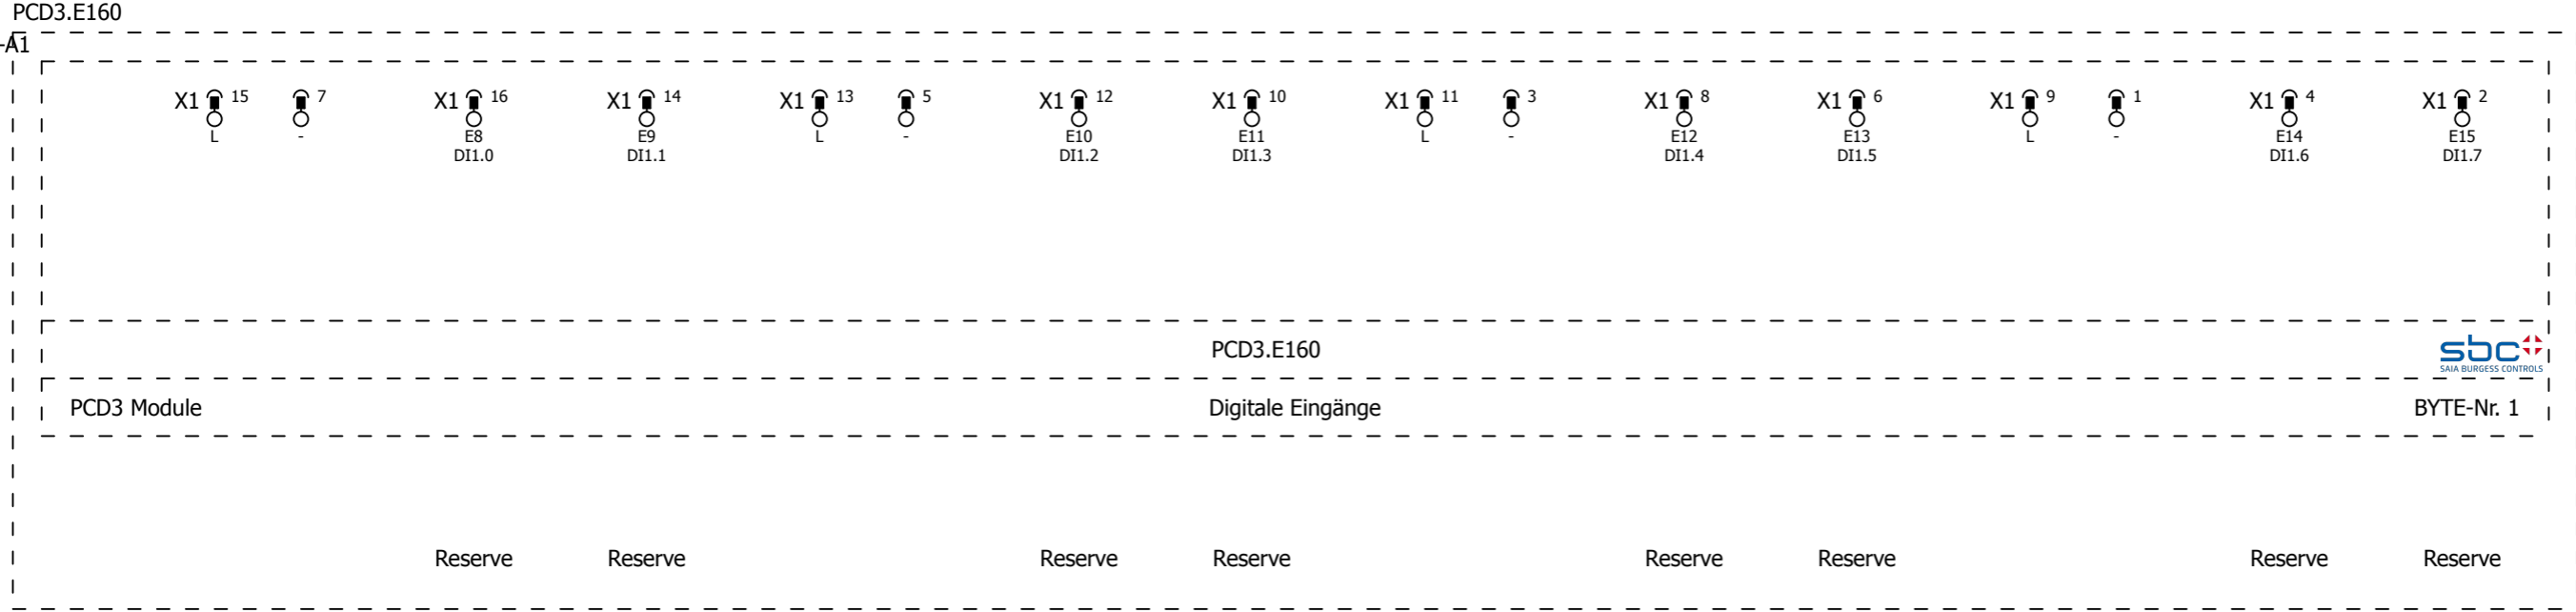 PCD3.E160
-A1
X1 15 7 X1 16 X1 14 X1 13 5 X1 12 X1 10 X1 11 3 X1 8 X1 6 X1 9 1 X1 4 X1 2
L - E8 E9 L - E10 E11 L - E12 E13 L - E14 E15
DI1.0 DI1.1 DI1.2 DI1.3 DI1.4 DI1.5 DI1.6 DI1.7
PCD3.E160
sbc
SAIA BURGESS CONTROLS
PCD3 Module Digitale Eingänge BYTE-Nr. 1
Reserve Reserve Reserve Reserve Reserve Reserve Reserve Reserve